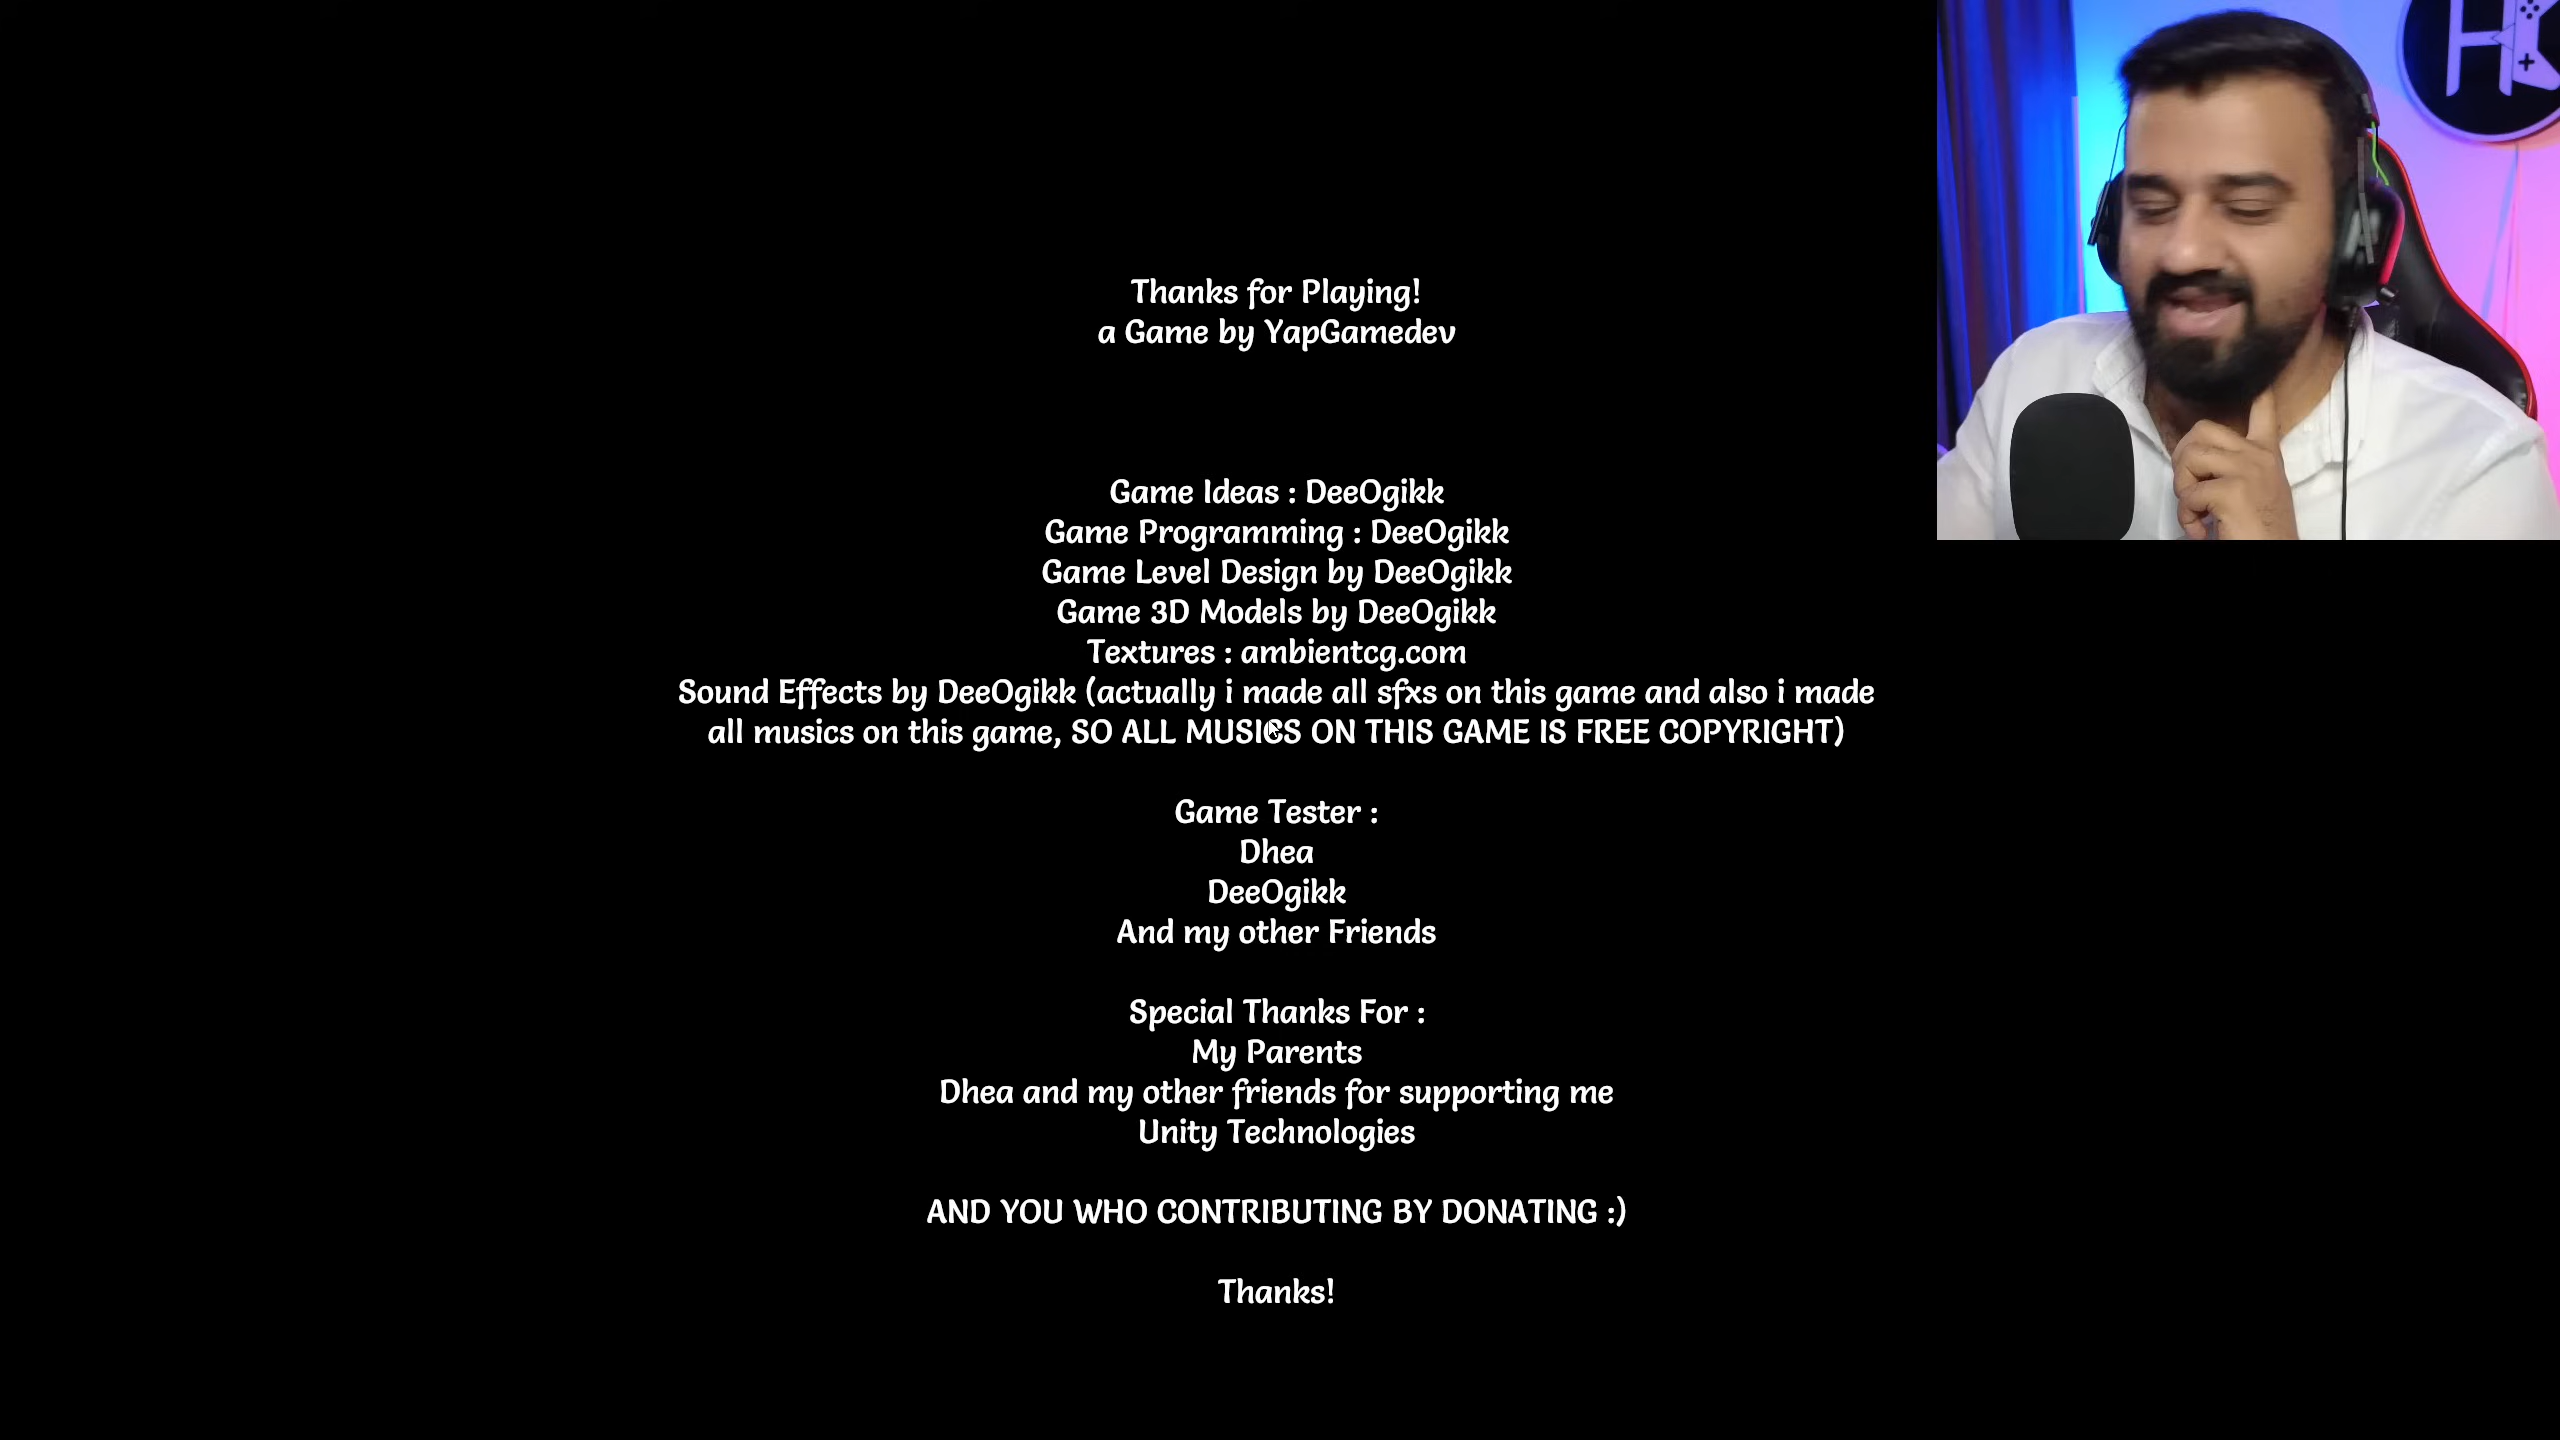 Thanks for Playing!
a Game by YapGamedev
Game Ideas : DeeOgikk
Game Programming : DeeOgikk
Game Level Design by DeeOgikk
Game 3D Models by DeeOgikk
Textures : ambientcg.com
Sound Effects by DeeOgikk (actually i made all sfxs on this game and also i made
all musics on this game, SO ALL MUSICS ON THIS GAME IS FREE COPYRIGHT)
Game Tester :
Dhea
DeeOgikk
And my other Friends
Special Thanks For :
My Parents
Dhea and my other friends for supporting me
Unity Technologies
AND YOU WHO CONTRIBUTING BY DONATING :)
Thanks!